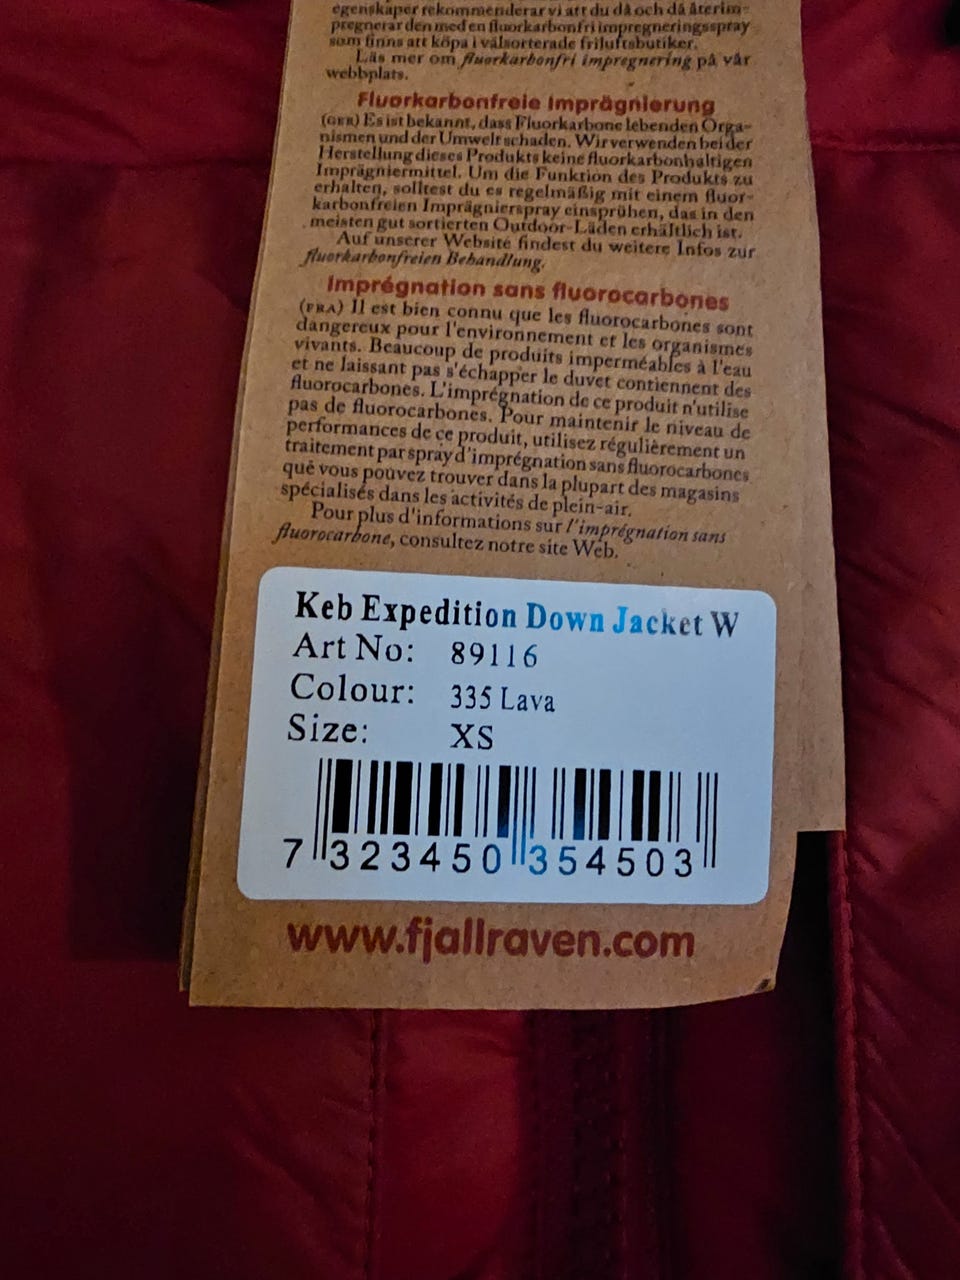 egenskaper rekommenderar vi att du då och då återim-
pregnerar den med en fluorkarbonfri impregneringsspray
som finns att köpa i välsorterade friluftsbutiker.
Läs mer om fluorkarbonfri impregnering på vår
webbplats.
Fluorkarbonfreie Imprägnierung
(GER) Es ist bekannt, dass Fluorkarbone lebenden Orga-
nismen und der Umwelt schaden. Wir verwenden bei der
Herstellung dieses Produkts keine fluorkarbonhaltigen
Imprägniermittel. Um die Funktion des Produkts zu
erhalten, solltest du es regelmäßig mit einem fluor-
karbonfreien Imprägnierspray einsprühen, das in den
meisten gut sortierten Outdoor-Läden erhältlich ist.
Auf unserer Website findest du weitere Infos zur
fluorkarbonfreien Behandlung.
Imprégnation sans fluorocarbones
(FRA) Il est bien connu que les fluorocarbones sont
dangereux pour l'environnement et les organismes
vivants. Beaucoup de produits imperméables à l'eau
et ne laissant pas s'échapper le duvet contiennent des
fluorocarbones. L'imprégnation de ce produit n'utilise
pas de fluorocarbones. Pour maintenir le niveau de
performances de ce produit, utilisez régulièrement un
traitement par spray d'imprégnation sans fluorocarbones
que vous pouvez trouver dans la plupart des magasins
spécialisés dans les activités de plein-air.
Pour plus d'informations sur l'imprégnation sans
fluorocarbone, consultez notre site Web.
Keb Expedition Down Jacket W
Art No: 89116
Colour: 335 Lava
Size: XS
7 323450 354503
www.fjallraven.com